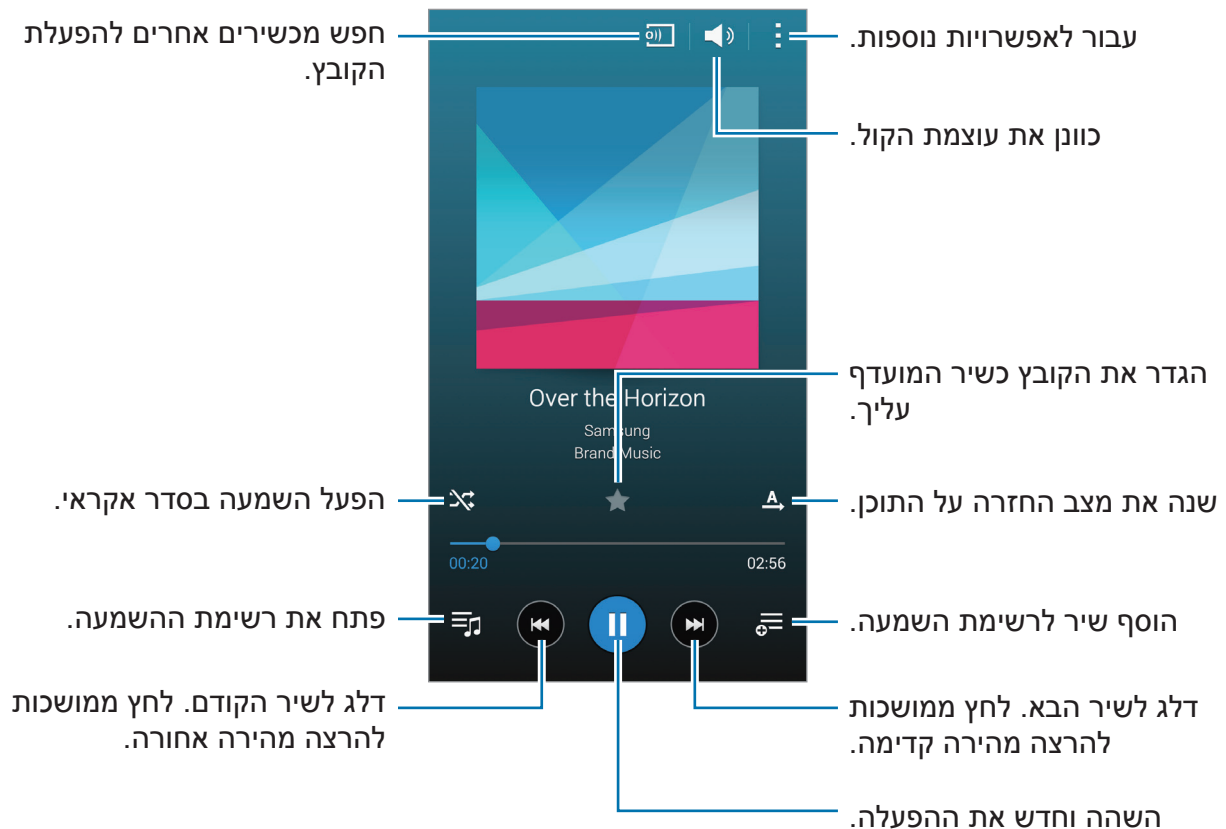 חפש מכשירים אחרים להפעלת
הקובץ.
עבור לאפשרויות נוספות.
כוונן את עוצמת הקול.
הגדר את הקובץ כשיר המועדף
עליך.
Over the Horizon
Samsung
Brand Music
הפעל השמעה בסדר אקראי.
A
שנה את מצב החזרה על התוכן.
00:20
02:56
פתח את רשימת ההשמעה.
הוסף שיר לרשימת השמעה.
דלג לשיר הקודם. לחץ ממושכות
להרצה מהירה אחורה.
דלג לשיר הבא. לחץ ממושכות
להרצה מהירה קדימה.
השהה וחדש את ההפעלה.